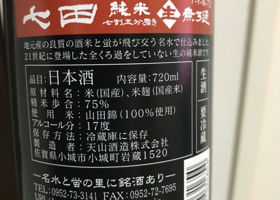 七田 純米 生 無濾過
七割五分磨き
地元産の良質の酒米と蛍が飛び交う名水で仕込みました。
21世紀に登場した全くろ過をしていない生の純米酒です。
品目:日本酒 内容量:720ml
原材料名:米(国産)、米麹(国産米)
精米歩合:75%
使用米:山田錦(100%使用)
アルコール分:17度
保存方法:冷蔵庫に保存
製造者:天山酒造株式会社
佐賀県小城市小城町岩蔵1520
生酒 要冷蔵
名水と蛍の里に銘酒あり
TEL 0952-73-3141 FAX 0952-72-7695